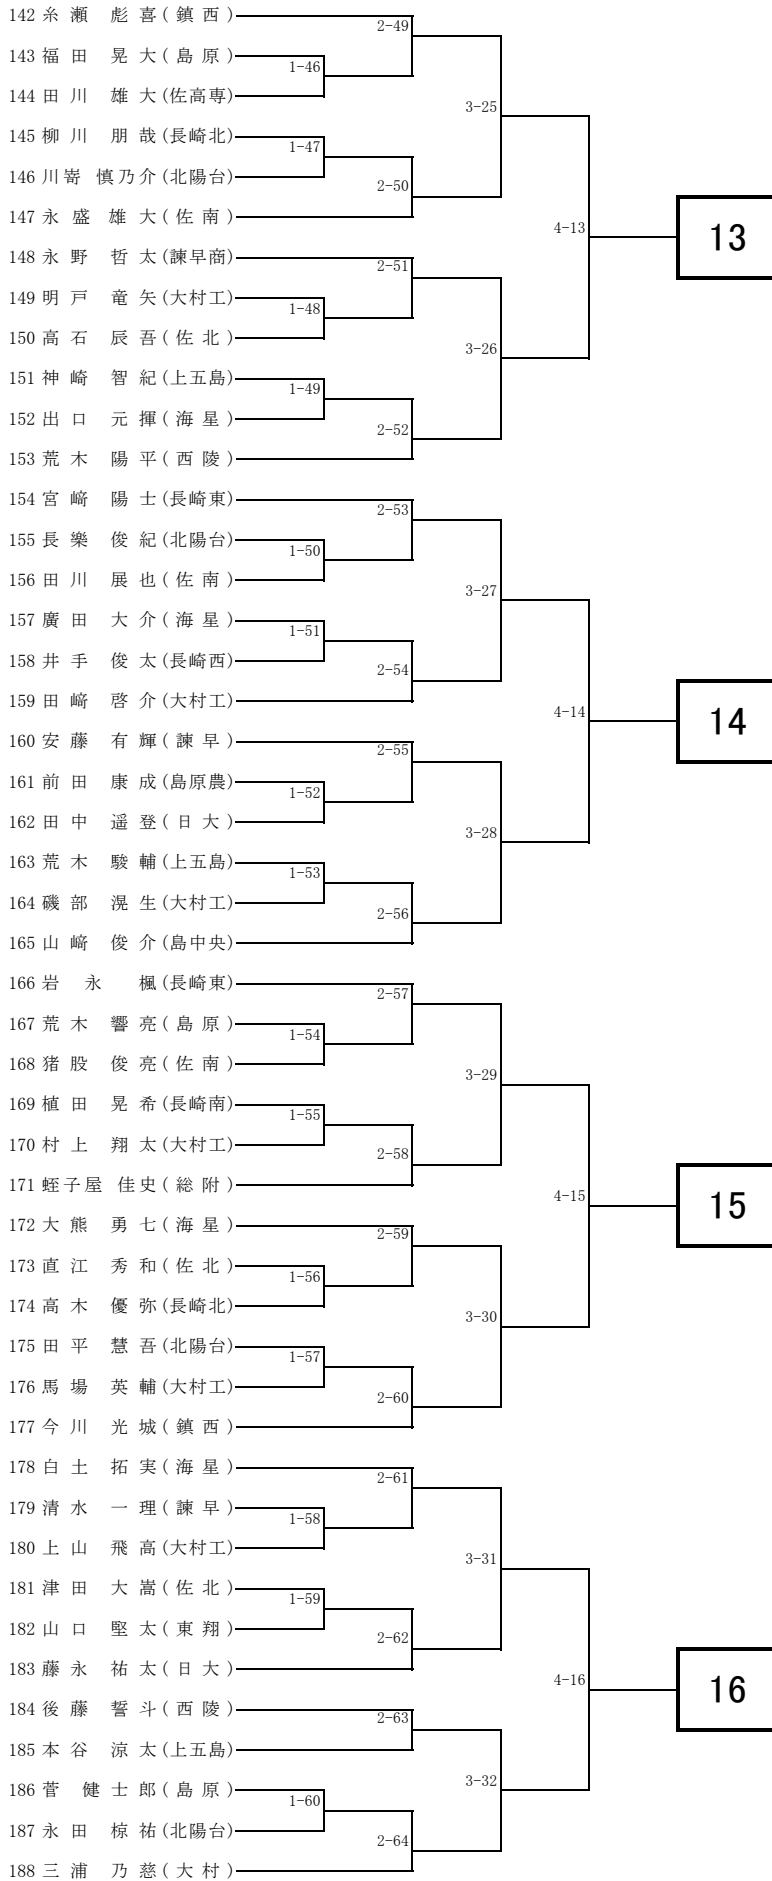 142 糸 瀬 彪 喜 (鎮 西)
2-49
143 福 田 晃 大 (島 原)
1-46
144 田 川 雄 大 (佐高専)
3-25
145 柳 川 朋 哉 (長崎北)
1-47
146 川嵜 慎乃介 (北陽台)
2-50
147 永 盛 雄 大 (佐 南)
4-13
13
148 永 野 哲 太 (諫早商)
2-51
149 明 戸 竜 矢 (大村工)
1-48
150 高 石 辰 吾 (佐 北)
3-26
151 神 崎 智 紀 (上五島)
1-49
152 出 口 元 揮 (海 星)
2-52
153 荒 木 陽 平 (西 陵)
154 宮 﨑 陽 士 (長崎東)
2-53
155 長 樂 俊 紀 (北陽台)
1-50
156 田 川 展 也 (佐 南)
3-27
157 廣 田 大 介 (海 星)
1-51
158 井 手 俊 太 (長崎西)
2-54
159 田 﨑 啓 介 (大村工)
4-14
14
160 安 藤 有 輝 (諫 早)
2-55
161 前 田 康 成 (島原農)
1-52
162 田 中 遥 登 (日 大)
3-28
163 荒 木 駿 輔 (上五島)
1-53
164 磯 部 滉 生 (大村工)
2-56
165 山 﨑 俊 介 (島中央)
166 岩 永 楓 (長崎東)
2-57
167 荒 木 響 亮 (島 原)
1-54
168 猪 股 俊 亮 (佐 南)
3-29
169 植 田 晃 希 (長崎南)
1-55
170 村 上 翔 太 (大村工)
2-58
171 蛭子屋 佳史 (総 附)
4-15
15
172 大 熊 勇 七 (海 星)
2-59
173 直 江 秀 和 (佐 北)
1-56
174 高 木 優 弥 (長崎北)
3-30
175 田 平 慧 吾 (北陽台)
1-57
176 馬 場 英 輔 (大村工)
2-60
177 今 川 光 城 (鎮 西)
178 白 土 拓 実 (海 星)
2-61
179 清 水 一 理 (諫 早)
1-58
180 上 山 飛 高 (大村工)
3-31
181 津 田 大 嵩 (佐 北)
1-59
182 山 口 堅 太 (東 翔)
2-62
183 藤 永 祐 太 (日 大)
4-16
16
184 後 藤 誓 斗 (西 陵)
2-63
185 本 谷 涼 太 (上五島)
3-32
186 菅 健 士 郎 (島 原)
1-60
187 永 田 椋 祐 (北陽台)
2-64
188 三 浦 乃 慈 (大 村)